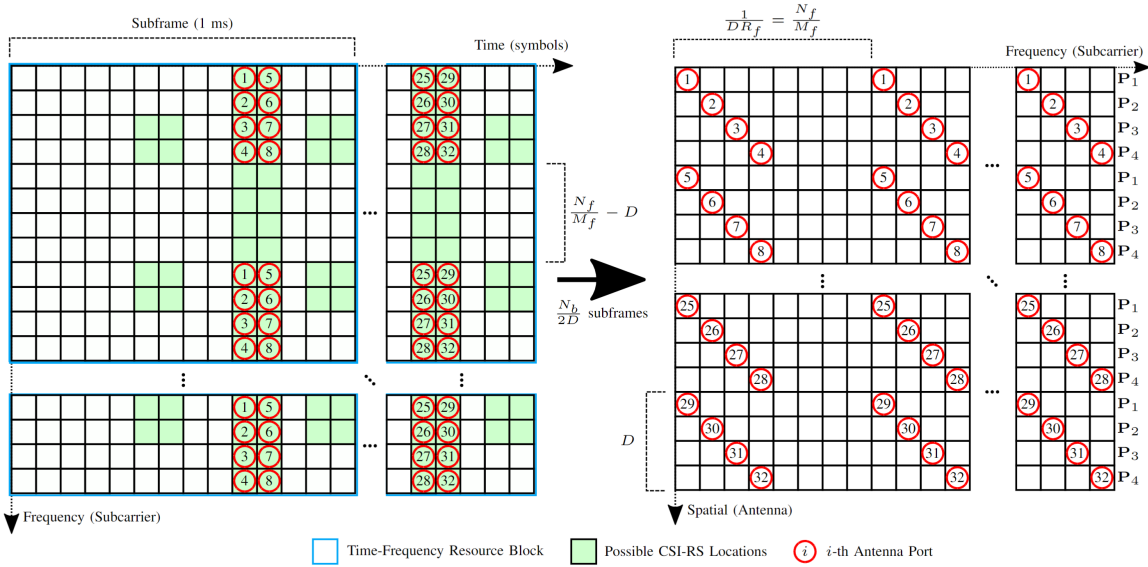 Subframe (1 ms)
Time (symbols)
1 5 25 29
2 6 26 30
3 7 27 31
4 8 28 32
N_f/M_f − D
...
1 5 25 29
2 6 26 30
3 7 27 31
4 8 28 32
N_b/2D subframes
1 5 25 29
2 6 26 30
3 7 27 31
4 8 28 32
...
Frequency (Subcarrier)
1/DR_f = N_f/M_f
Frequency (Subcarrier)
1 1 1 P₁
2 2 2 P₂
3 3 3 P₃
4 4 4 P₄
...
5 5 5 P₁
6 6 6 P₂
7 7 7 P₃
8 8 8 P₄
25 25 25 P₁
26 26 26 P₂
27 27 27 P₃
28 28 28 P₄
...
29 29 29 P₁
D
30 30 30 P₂
31 31 31 P₃
32 32 32 P₄
Spatial (Antenna)
Time-Frequency Resource Block
Possible CSI-RS Locations
i i-th Antenna Port